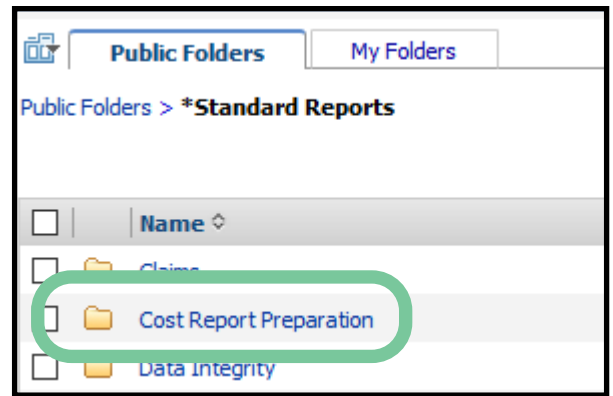 Public Folders My Folders
Public Folders > *Standard Reports
Name
Claims
Cost Report Preparation
Data Integrity